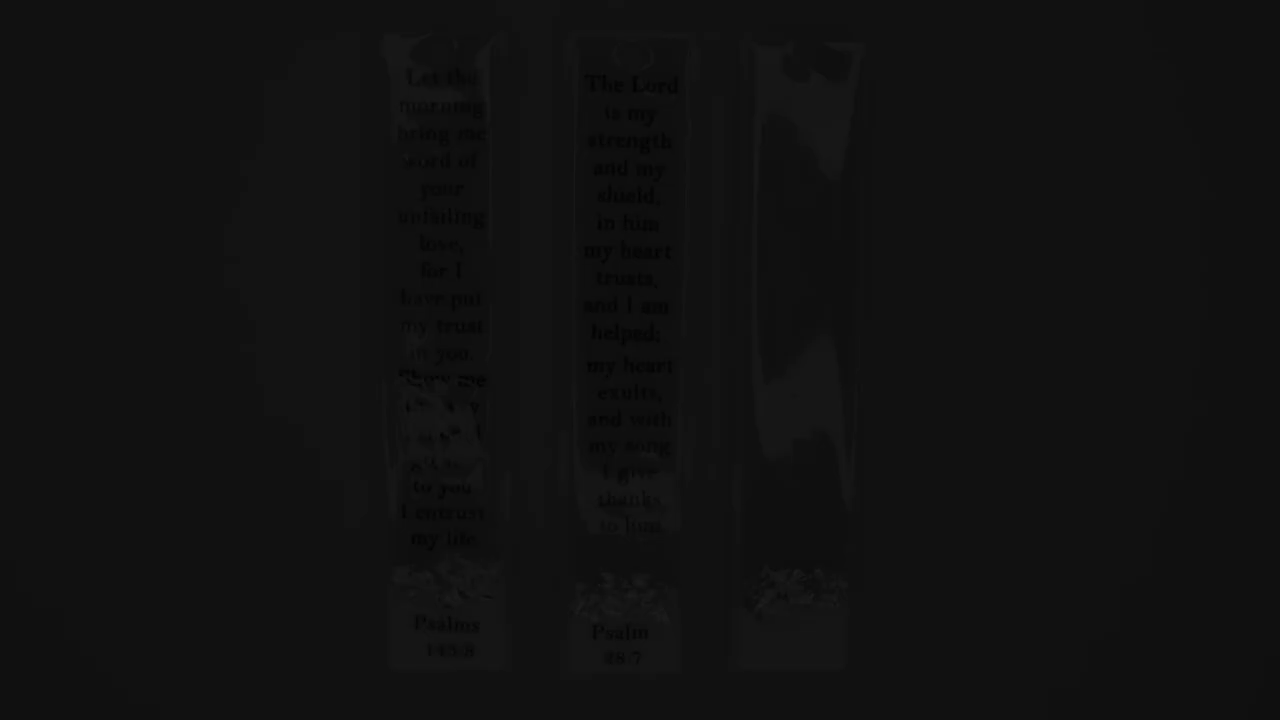 Let the
morning
bring me
word of
your
unfailing
love,
for I
have put
my trust
in you.
Show me
to you
I entrust
my life
Psalms
143:8
The Lord
is my
strength
and my
shield,
in him
my heart
trusts,
and I am
helped;
my heart
exults,
and with
my song
I give
thanks
to him
Psalm
28:7